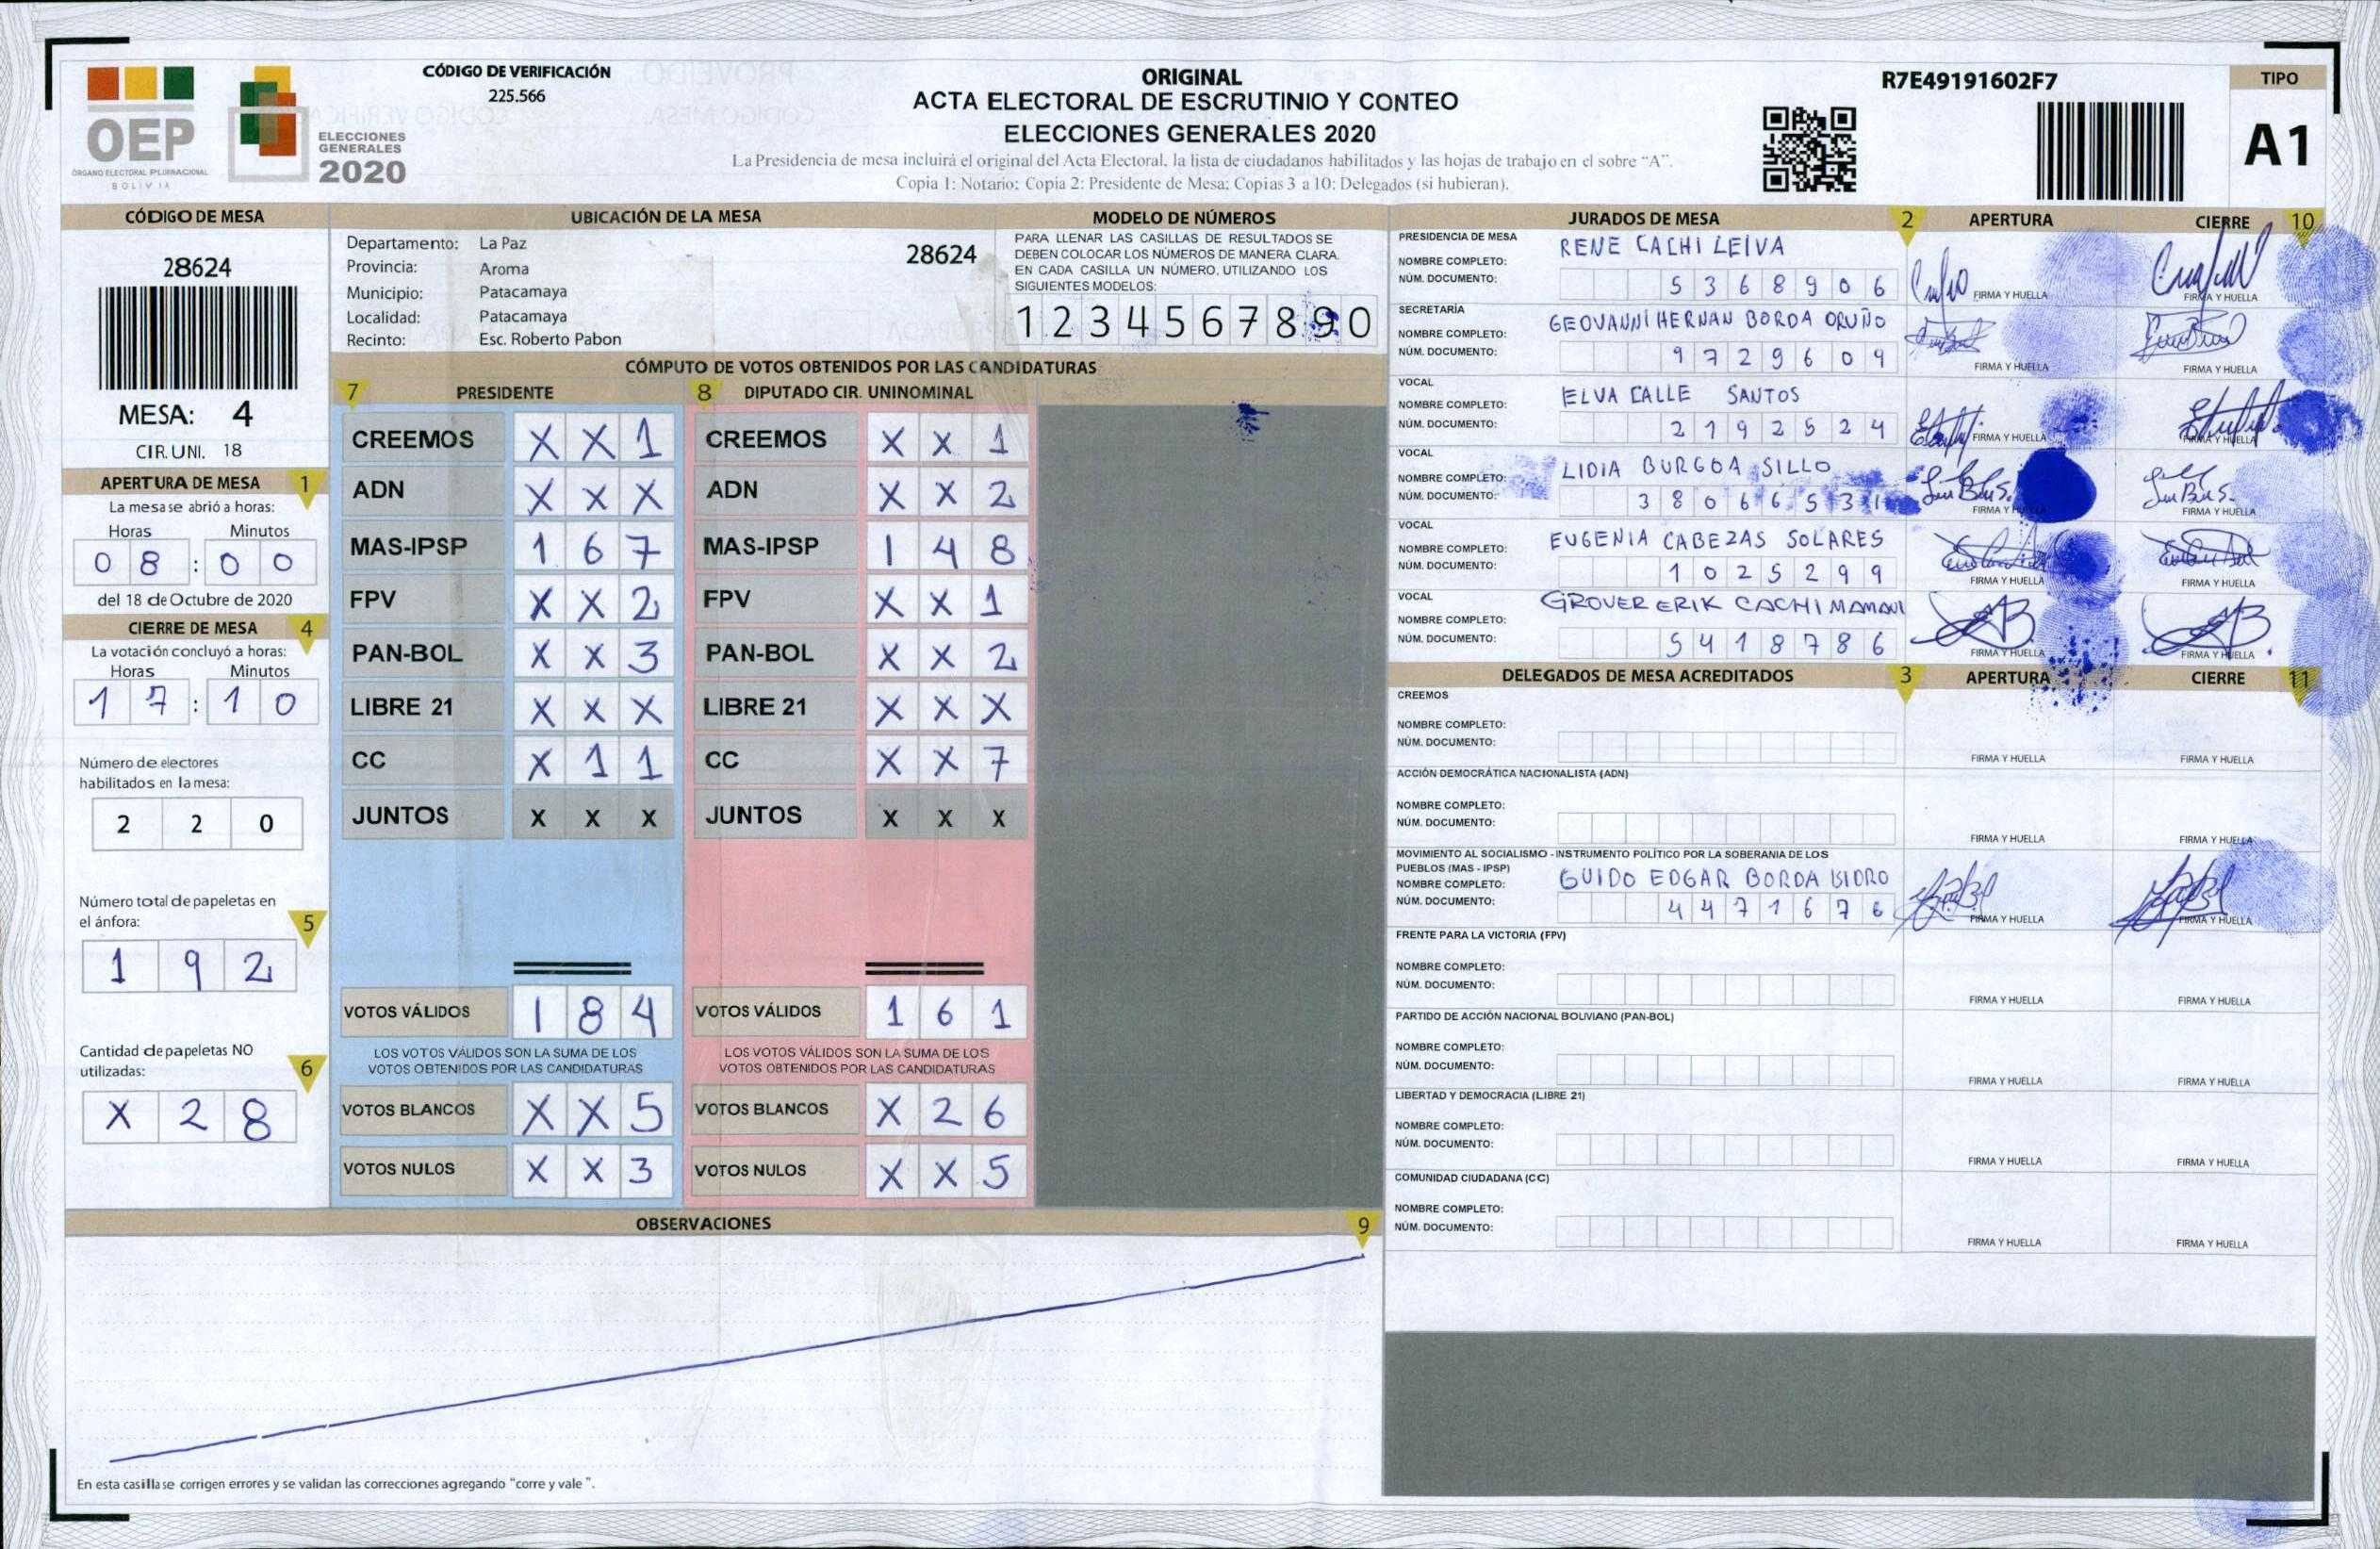 CÓDIGO DE VERIFICACIÓN
225.566
OEP
ÓRGANO ELECTORAL PLURINACIONAL
BOLIVIA
ELECCIONES
GENERALES
2020
ORIGINAL
ACTA ELECTORAL DE ESCRUTINIO Y CONTEO
ELECCIONES GENERALES 2020
La Presidencia de mesa incluirá el original del Acta Electoral, la lista de ciudadanos habilitados y las hojas de trabajo en el sobre “A”.
Copia 1: Notario; Copia 2: Presidente de Mesa; Copias 3 a 10: Delegados (si hubieran).
R7E49191602F7
TIPO
A1
CÓDIGO DE MESA
28624
MESA: 4
CIR. UNI. 18
APERTURA DE MESA 1
La mesa se abrió a horas:
Horas Minutos
0 8 : 0 0
del 18 de Octubre de 2020
CIERRE DE MESA 4
La votación concluyó a horas:
Horas Minutos
1 7 : 1 0
Número de electores
habilitados en la mesa:
2 2 0
Número total de papeletas en
el ánfora: 5
1 9 2
Cantidad de papeletas NO
utilizadas: 6
X 2 8
UBICACIÓN DE LA MESA
Departamento: La Paz
28624
Provincia: Aroma
Municipio: Patacamaya
Localidad: Patacamaya
Recinto: Esc. Roberto Pabon
MODELO DE NÚMEROS
PARA LLENAR LAS CASILLAS DE RESULTADOS SE
DEBEN COLOCAR LOS NÚMEROS DE MANERA CLARA.
EN CADA CASILLA UN NÚMERO, UTILIZANDO LOS
SIGUIENTES MODELOS:
1 2 3 4 5 6 7 8 9 0
CÓMPUTO DE VOTOS OBTENIDOS POR LAS CANDIDATURAS
7 PRESIDENTE
CREEMOS X X 1
ADN X X X
MAS-IPSP 1 6 7
FPV X X 2
PAN-BOL X X 3
LIBRE 21 X X X
CC X 1 1
JUNTOS X X X
VOTOS VÁLIDOS 1 8 4
LOS VOTOS VÁLIDOS SON LA SUMA DE LOS
VOTOS OBTENIDOS POR LAS CANDIDATURAS
VOTOS BLANCOS X X 5
VOTOS NULOS X X 3
8 DIPUTADO CIR. UNINOMINAL
CREEMOS X X 1
ADN X X 2
MAS-IPSP 1 4 8
FPV X X 1
PAN-BOL X X 2
LIBRE 21 X X X
CC X X 7
JUNTOS X X X
VOTOS VÁLIDOS 1 6 1
LOS VOTOS VÁLIDOS SON LA SUMA DE LOS
VOTOS OBTENIDOS POR LAS CANDIDATURAS
VOTOS BLANCOS X 2 6
VOTOS NULOS X X 5
OBSERVACIONES 9
En esta casilla se corrigen errores y se validan las correcciones agregando “corre y vale”.
JURADOS DE MESA 2 APERTURA CIERRE 10
PRESIDENCIA DE MESA
NOMBRE COMPLETO: RENE CACHI LEIVA
NÚM. DOCUMENTO: 5 3 6 8 9 0 6 FIRMA Y HUELLA FIRMA Y HUELLA
SECRETARÍA
NOMBRE COMPLETO: GEOVANNI HERNAN BORDA ORUÑO
NÚM. DOCUMENTO: 9 7 2 9 6 0 9 FIRMA Y HUELLA FIRMA Y HUELLA
VOCAL
NOMBRE COMPLETO: ELVA CALLE SANTOS
NÚM. DOCUMENTO: 2 1 9 2 5 2 4 FIRMA Y HUELLA FIRMA Y HUELLA
VOCAL
NOMBRE COMPLETO: LIDIA BURGOA SILLO
NÚM. DOCUMENTO: 3 8 0 6 6 5 3 1 FIRMA Y HUELLA FIRMA Y HUELLA
VOCAL
NOMBRE COMPLETO: EUGENIA CABEZAS SOLARES
NÚM. DOCUMENTO: 1 0 2 5 2 9 9 FIRMA Y HUELLA FIRMA Y HUELLA
VOCAL
NOMBRE COMPLETO: GROVER ERIK CACHI MAMANI
NÚM. DOCUMENTO: 5 4 1 8 7 8 6 FIRMA Y HUELLA FIRMA Y HUELLA
DELEGADOS DE MESA ACREDITADOS 3 APERTURA CIERRE 11
CREEMOS
NOMBRE COMPLETO:
NÚM. DOCUMENTO: FIRMA Y HUELLA FIRMA Y HUELLA
ACCIÓN DEMOCRÁTICA NACIONALISTA (ADN)
NOMBRE COMPLETO:
NÚM. DOCUMENTO: FIRMA Y HUELLA FIRMA Y HUELLA
MOVIMIENTO AL SOCIALISMO - INSTRUMENTO POLÍTICO POR LA SOBERANIA DE LOS
PUEBLOS (MAS - IPSP)
NOMBRE COMPLETO: GUIDO EDGAR BORDA ISIDRO
NÚM. DOCUMENTO: 4 4 7 1 6 7 6 FIRMA Y HUELLA FIRMA Y HUELLA
FRENTE PARA LA VICTORIA (FPV)
NOMBRE COMPLETO:
NÚM. DOCUMENTO: FIRMA Y HUELLA FIRMA Y HUELLA
PARTIDO DE ACCIÓN NACIONAL BOLIVIANO (PAN-BOL)
NOMBRE COMPLETO:
NÚM. DOCUMENTO: FIRMA Y HUELLA FIRMA Y HUELLA
LIBERTAD Y DEMOCRACIA (LIBRE 21)
NOMBRE COMPLETO:
NÚM. DOCUMENTO: FIRMA Y HUELLA FIRMA Y HUELLA
COMUNIDAD CIUDADANA (CC)
NOMBRE COMPLETO:
NÚM. DOCUMENTO: FIRMA Y HUELLA FIRMA Y HUELLA